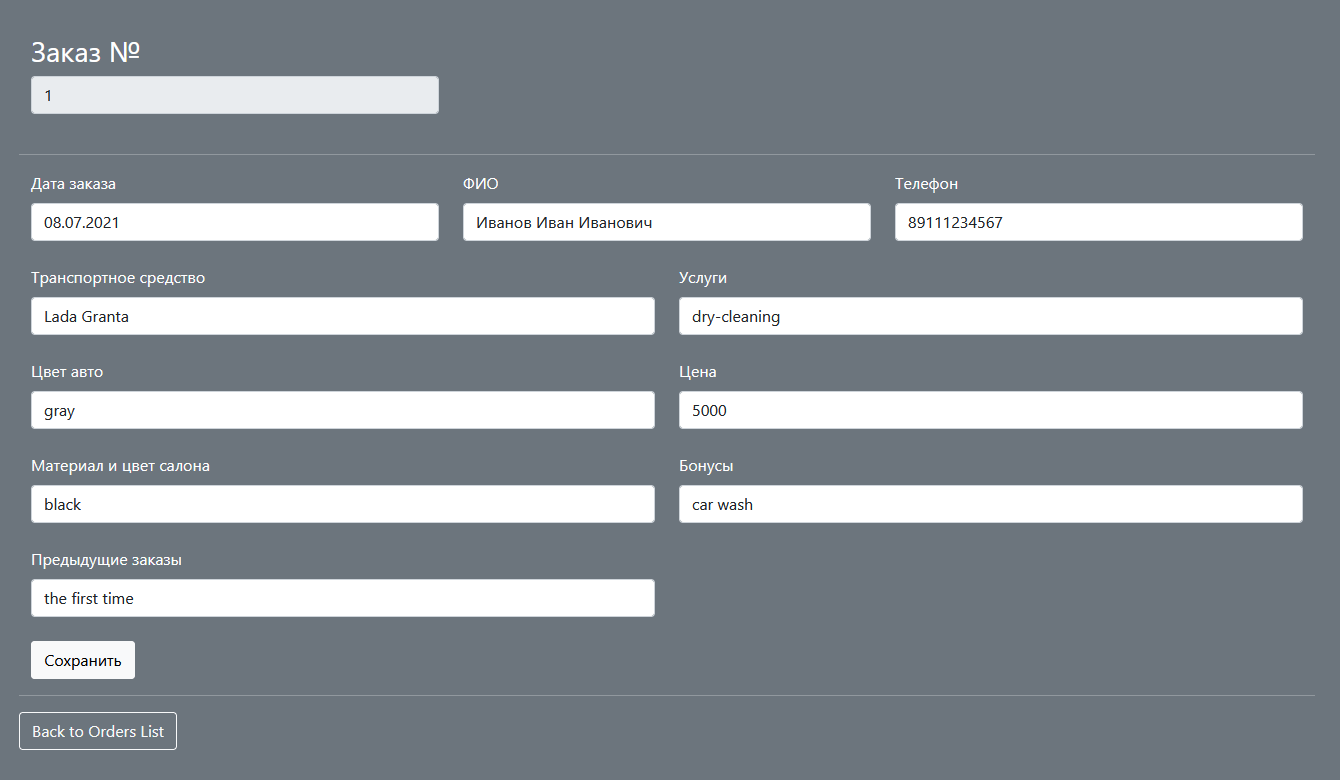 Заказ №
1
Дата заказа
ФИО
Телефон
08.07.2021
Иванов Иван Иванович
89111234567
Транспортное средство
Услуги
Lada Granta
dry-cleaning
Цвет авто
Цена
gray
5000
Материал и цвет салона
Бонусы
black
car wash
Предыдущие заказы
the first time
Сохранить
Back to Orders List